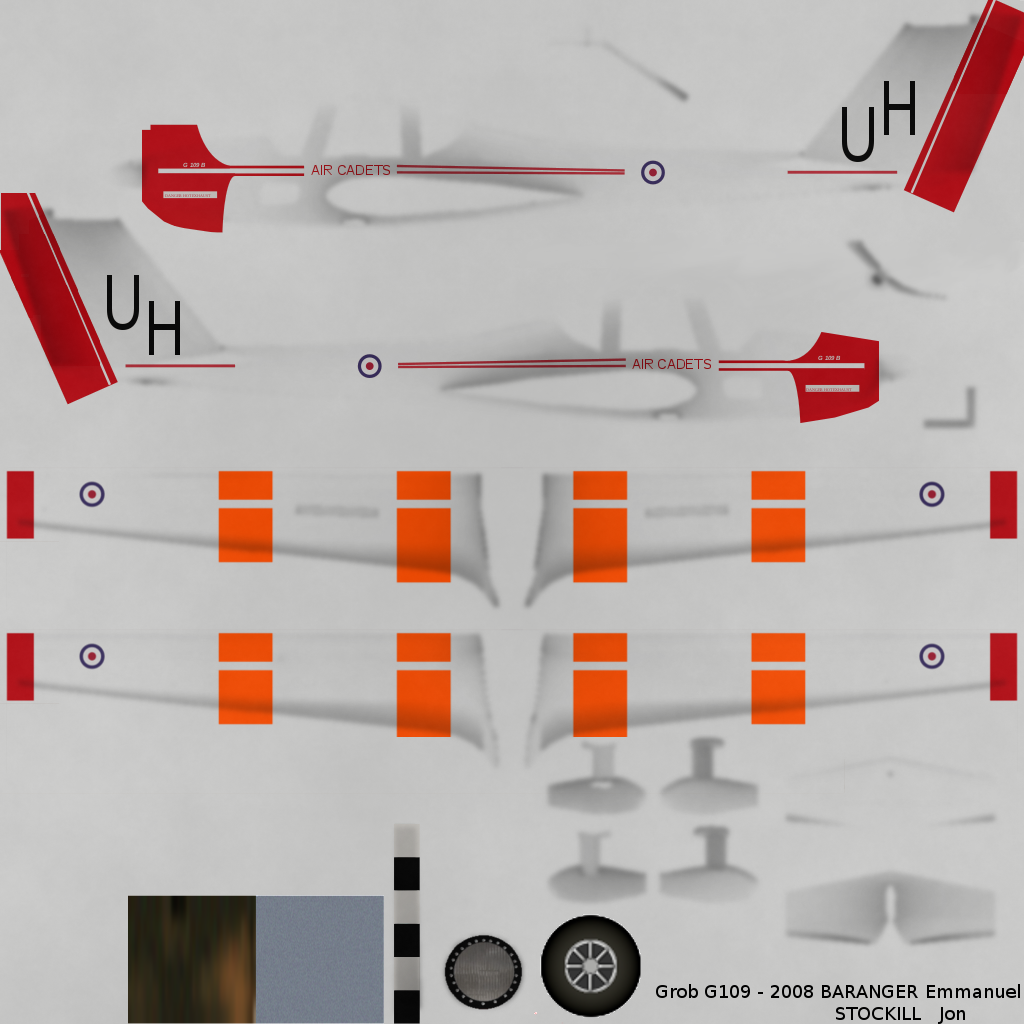 UH
G 109 B
AIR CADETS
UH
G 109 B
AIR CADETS
Grob G109 - 2008 BARANGER Emmanuel
STOCKILL Jon